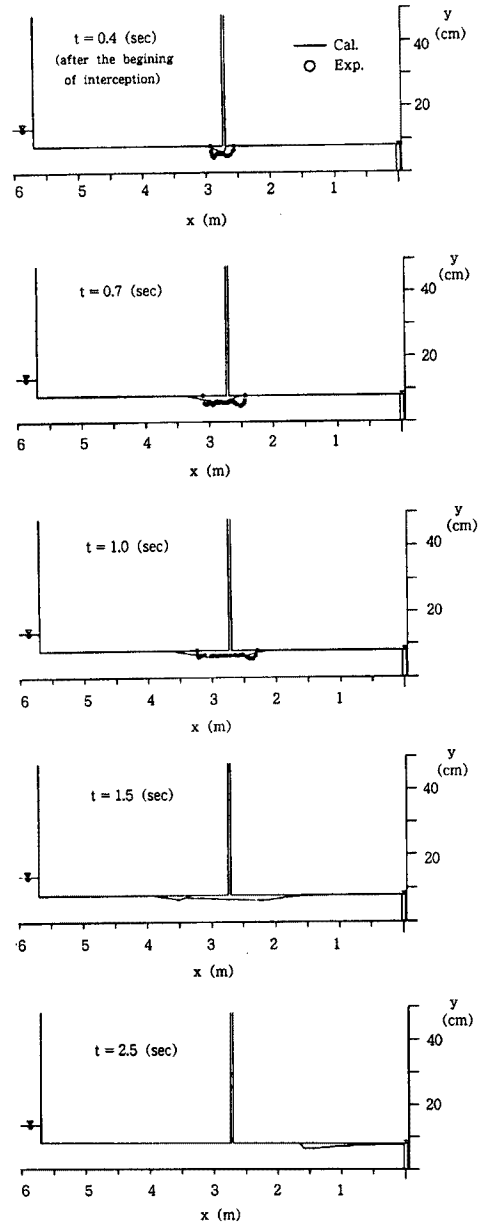 y
(cm)
t = 0.4 (sec)
(after the begining
of interception)
Cal.
Exp.
40
20
6 5 4 3 2 1
x (m)
y
(cm)
t = 0.7 (sec)
40
20
6 5 4 3 2 1
x (m)
y
(cm)
t = 1.0 (sec)
40
20
6 5 4 3 2 1
x (m)
y
(cm)
t = 1.5 (sec)
40
20
6 5 4 3 2 1
x (m)
y
(cm)
t = 2.5 (sec)
40
20
6 5 4 3 2 1
x (m)